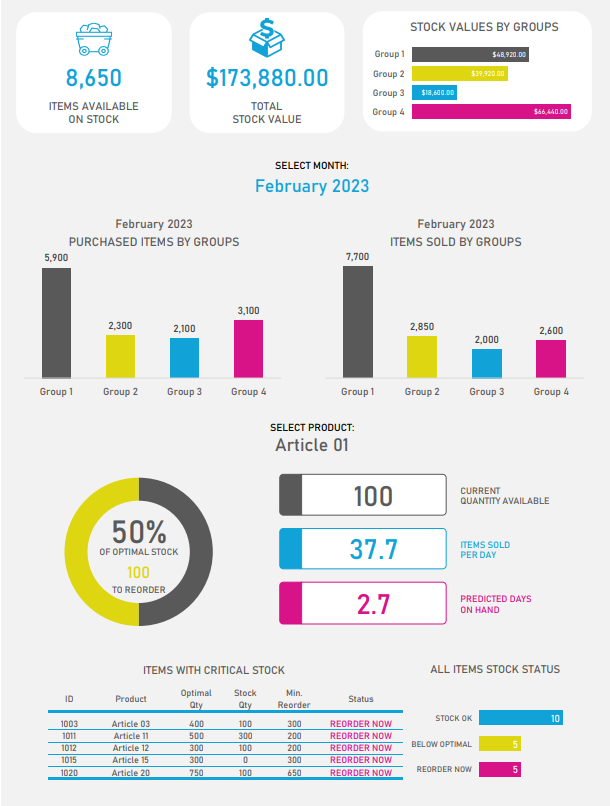 8,650
ITEMS AVAILABLE
ON STOCK
$173,880.00
TOTAL
STOCK VALUE
STOCK VALUES BY GROUPS
Group 1 $48,920.00
Group 2 $39,920.00
Group 3 $18,600.00
Group 4 $66,440.00
SELECT MONTH:
February 2023
February 2023
PURCHASED ITEMS BY GROUPS
5,900
2,300
2,100
3,100
Group 1 Group 2 Group 3 Group 4
February 2023
ITEMS SOLD BY GROUPS
7,700
2,850
2,000
2,600
Group 1 Group 2 Group 3 Group 4
SELECT PRODUCT:
Article 01
50%
OF OPTIMAL STOCK
100
TO REORDER
100
CURRENT
QUANTITY AVAILABLE
37.7
ITEMS SOLD
PER DAY
2.7
PREDICTED DAYS
ON HAND
ITEMS WITH CRITICAL STOCK
ID Product Optimal Qty Stock Qty Min. Reorder Status
1003 Article 03 400 100 300 REORDER NOW
1011 Article 11 500 300 200 REORDER NOW
1012 Article 12 300 100 200 REORDER NOW
1015 Article 15 300 0 300 REORDER NOW
1020 Article 20 750 100 650 REORDER NOW
ALL ITEMS STOCK STATUS
STOCK OK 10
BELOW OPTIMAL 5
REORDER NOW 5